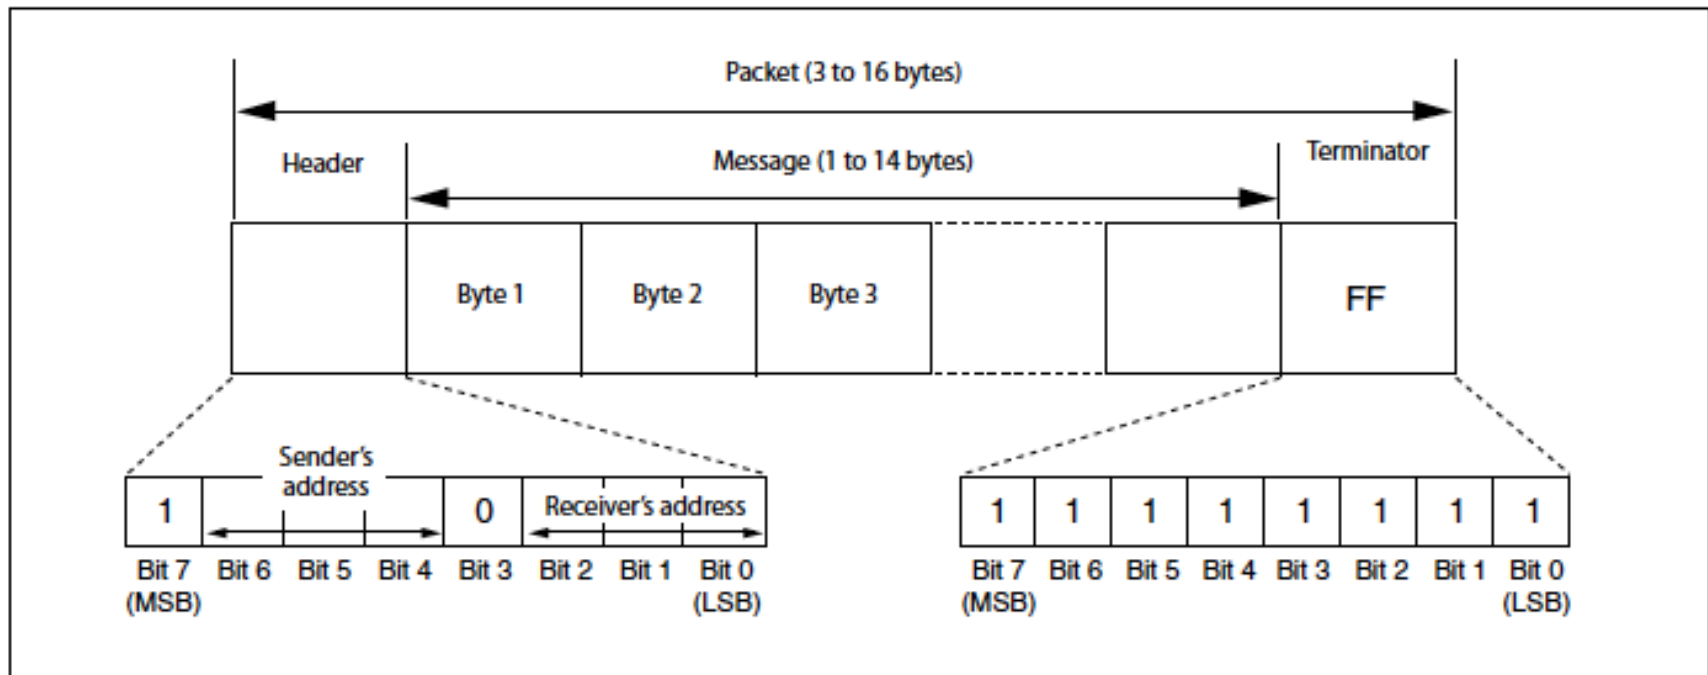 Packet (3 to 16 bytes)
Header
Message (1 to 14 bytes)
Terminator
Byte 1
Byte 2
Byte 3
FF
Sender's
address
1
0
Receiver's address
Bit 7
Bit 6
Bit 5
Bit 4
Bit 3
Bit 2
Bit 1
Bit 0
(MSB)
(LSB)
1
1
1
1
1
1
1
1
Bit 7
Bit 6
Bit 5
Bit 4
Bit 3
Bit 2
Bit 1
Bit 0
(MSB)
(LSB)